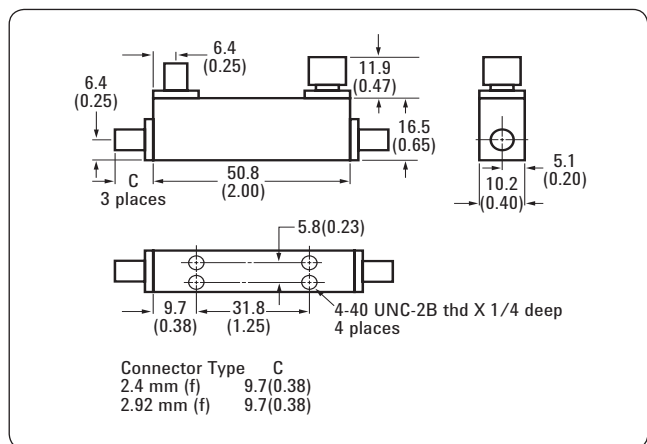 6.4
(0.25)
11.9
(0.47)
6.4
(0.25)
16.5
(0.65)
C
3 places
50.8
(2.00)
5.1
(0.20)
10.2
(0.40)
5.8(0.23)
9.7
(0.38)
31.8
(1.25)
4-40 UNC-2B thd X 1/4 deep
4 places
Connector Type C
2.4 mm (f) 9.7(0.38)
2.92 mm (f) 9.7(0.38)